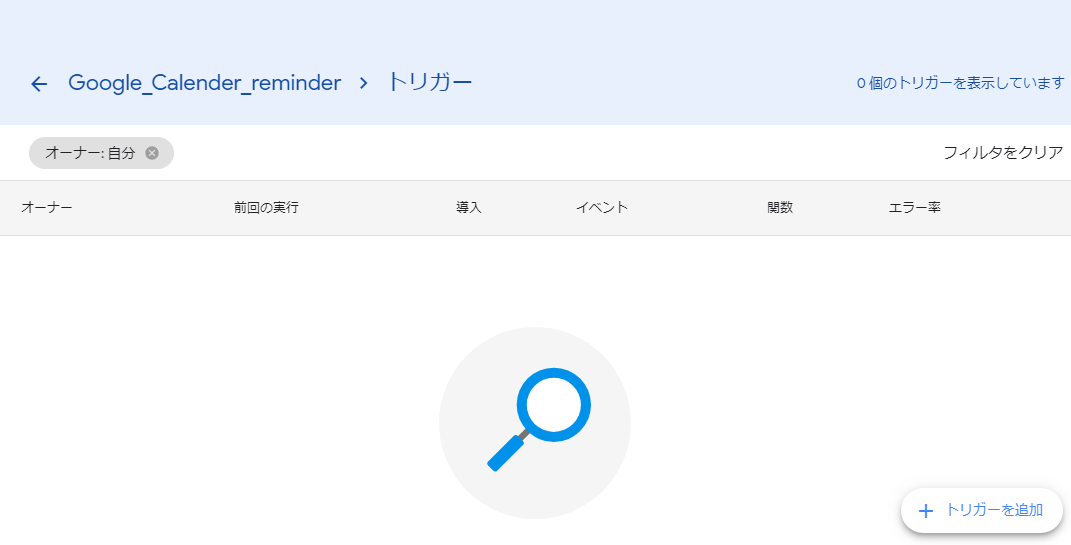 Google_Calender_reminder > トリガー
0 個のトリガーを表示しています
オーナー: 自分
フィルタをクリア
オーナー 前回の実行 導入 イベント 関数 エラー率
+ トリガーを追加